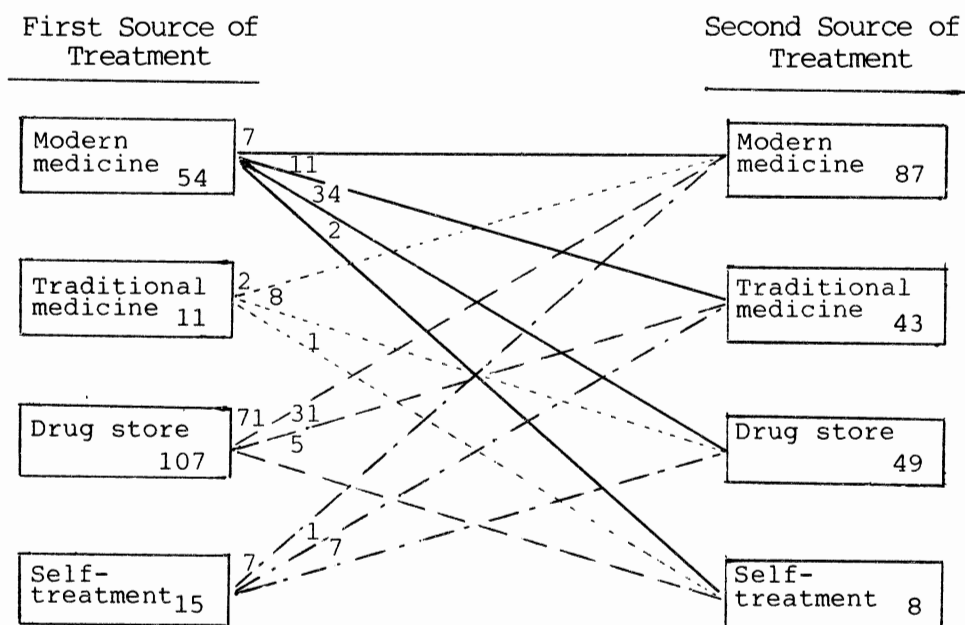 First Source of
Treatment
Second Source of
Treatment
Modern
medicine 54
7
11
34
2
Modern
medicine 87
Traditional
medicine 11
2
8
1
Traditional
medicine 43
Drug store
107
71
31
5
Drug store
49
Self-
treatment 15
7
1
7
Self-
treatment 8